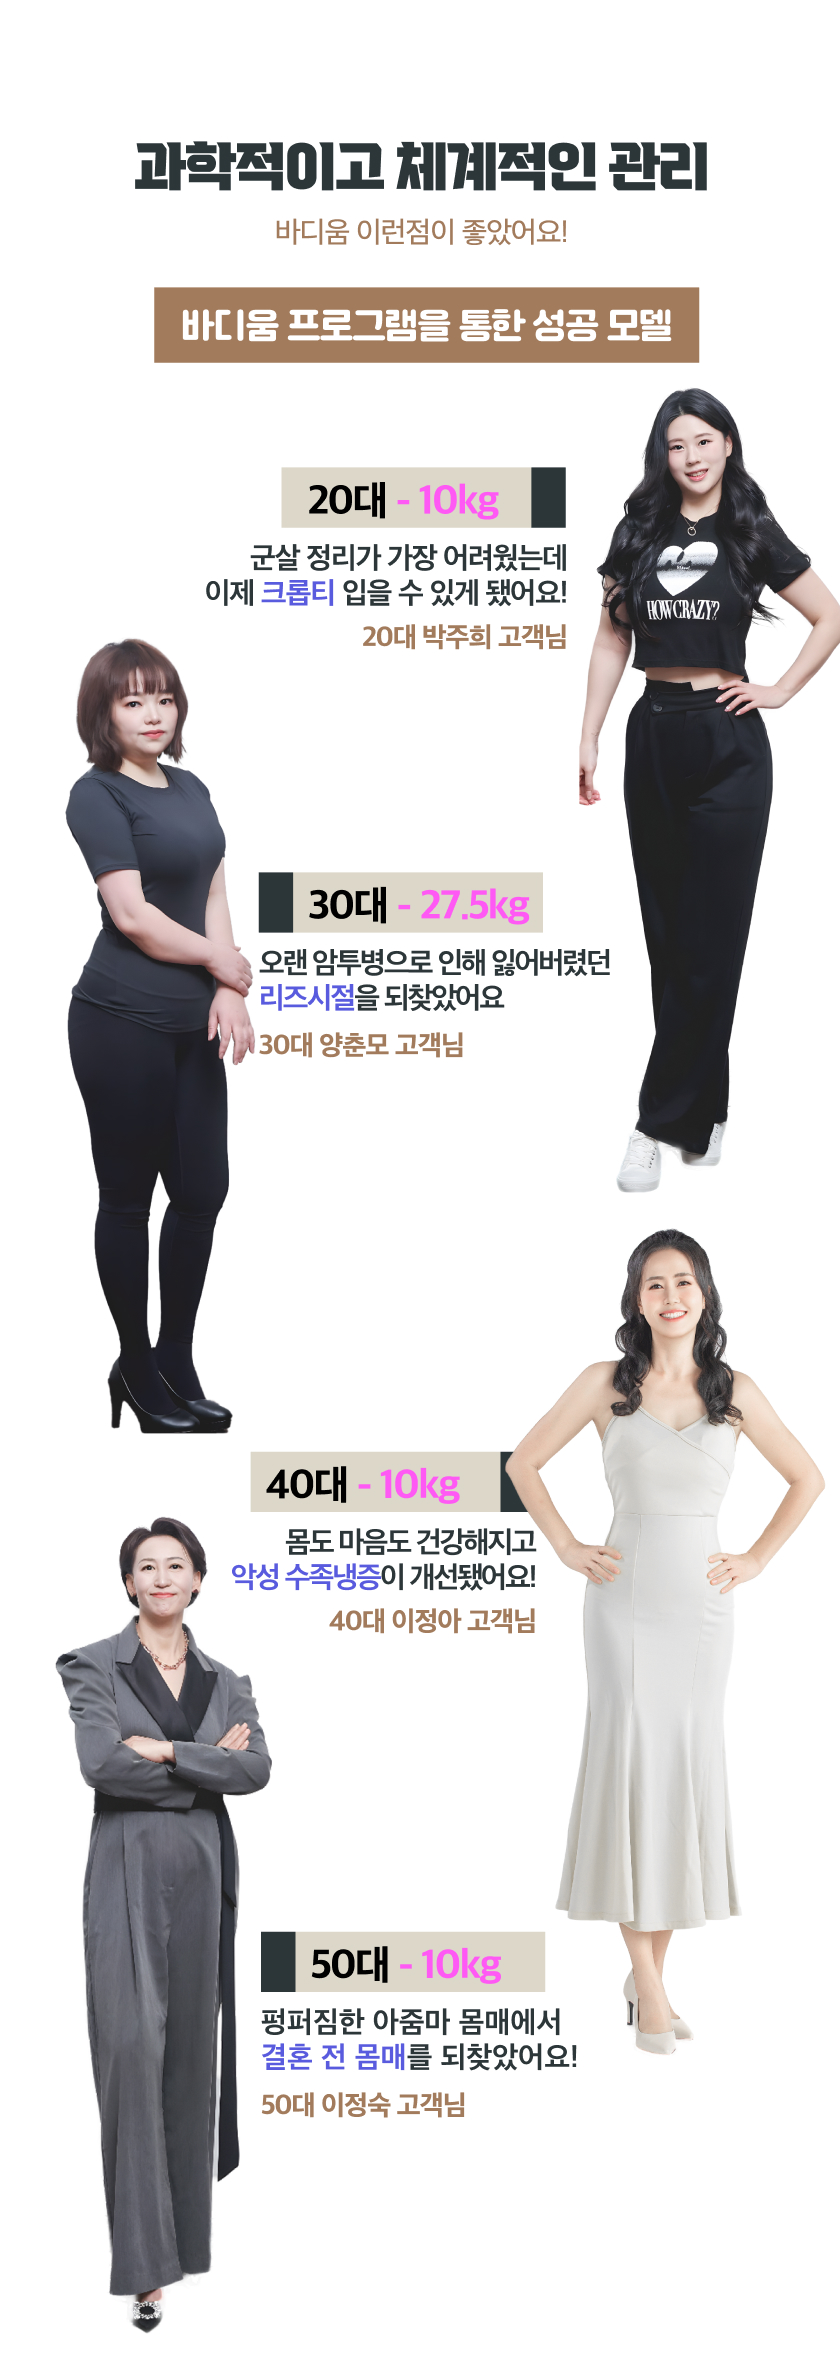 과학적이고 체계적인 관리
바디움 이런점이 좋았어요!
바디움 프로그램을 통한 성공 모델
20대 - 10kg
군살 정리가 가장 어려웠는데
이제 크롭티 입을 수 있게 됐어요!
20대 박주희 고객님
HOW CRAZY?
30대 - 27.5kg
오랜 암투병으로 인해 잃어버렸던
리즈시절을 되찾았어요
30대 양춘모 고객님
40대 - 10kg
몸도 마음도 건강해지고
악성 수족냉증이 개선됐어요!
40대 이정아 고객님
50대 - 10kg
펑퍼짐한 아줌마 몸매에서
결혼 전 몸매를 되찾았어요!
50대 이정숙 고객님